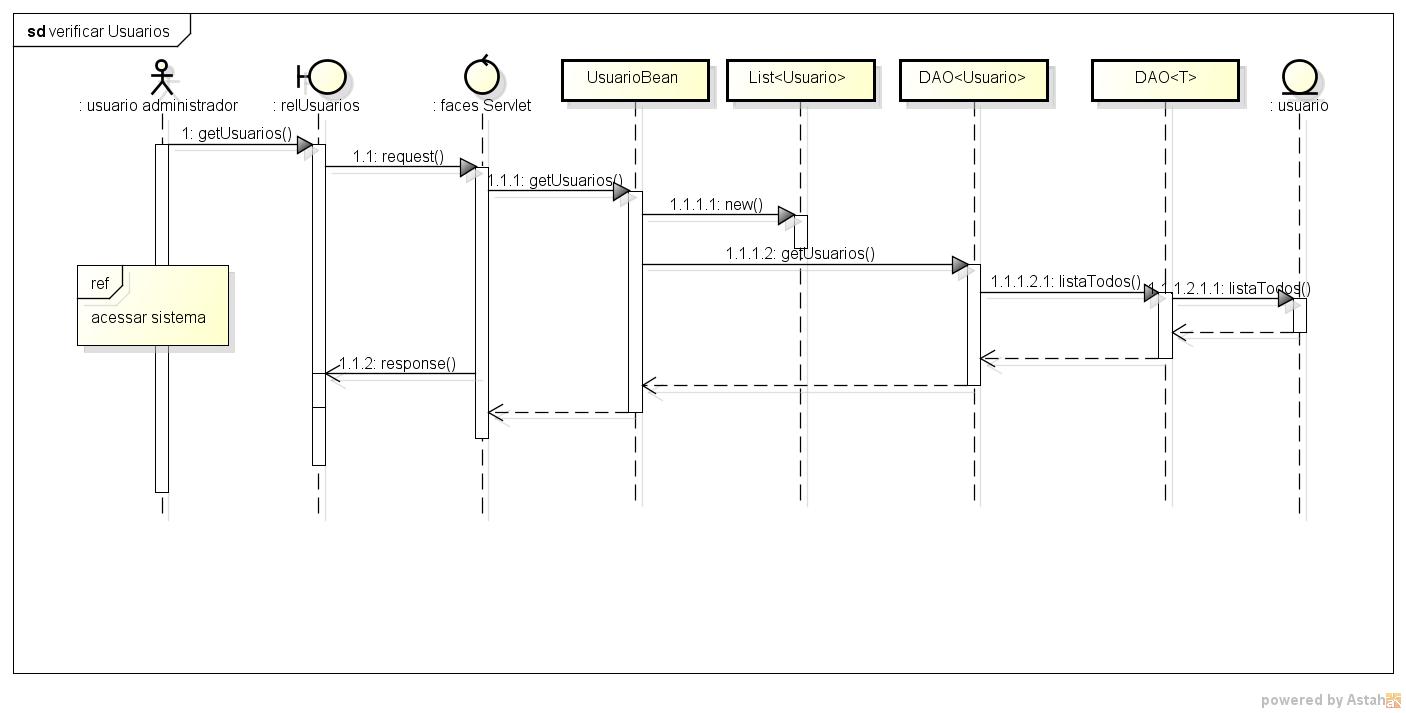 sd verificar Usuarios
: usuario administrador
: relUsuarios
: faces Servlet
UsuarioBean
List<Usuario>
DAO<Usuario>
DAO<T>
: usuario
1: getUsuarios()
1.1: request()
1.1.1: getUsuarios()
1.1.1.1: new()
1.1.1.2: getUsuarios()
1.1.1.2.1: listaTodos()
1.1.1.2.1.1: listaTodos()
ref
acessar sistema
1.1.2: response()
powered by Astah